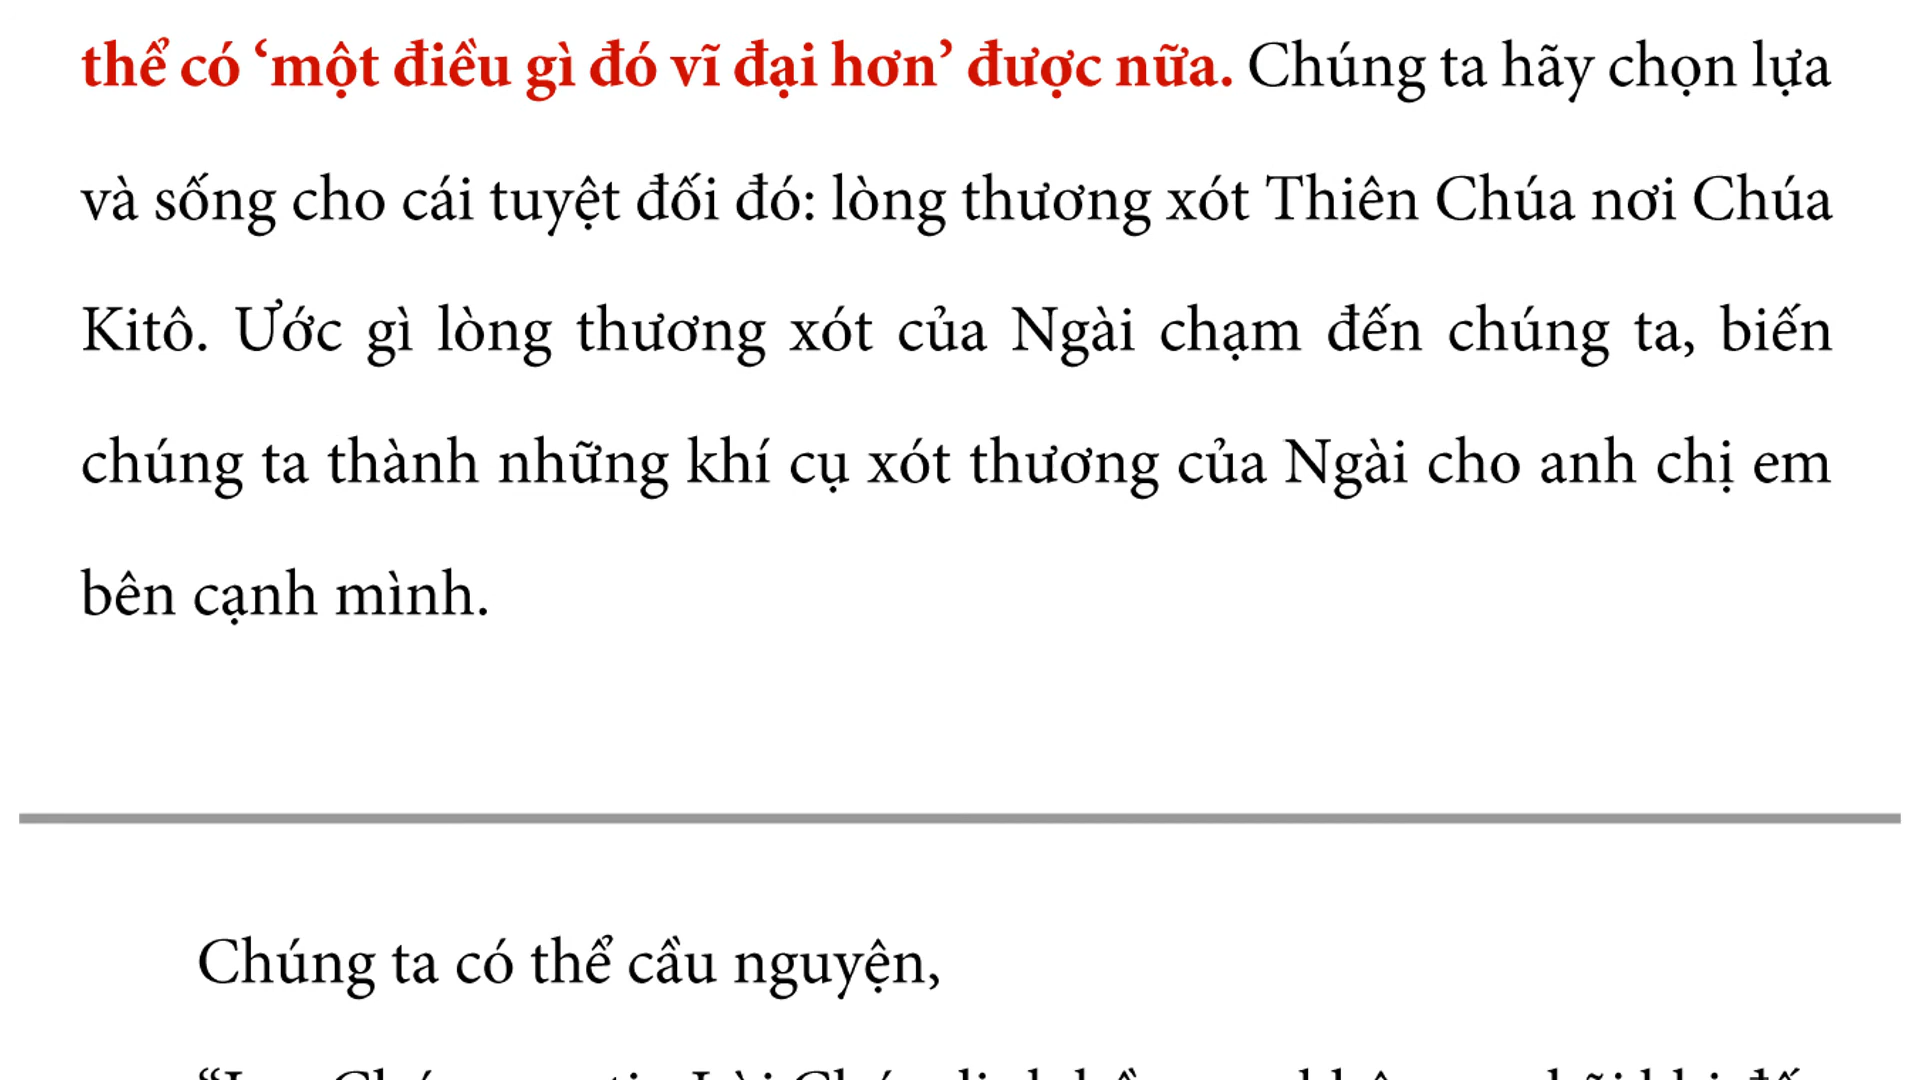 thể có ‘một điều gì đó vĩ đại hơn’ được nữa. Chúng ta hãy chọn lựa
và sống cho cái tuyệt đối đó: lòng thương xót Thiên Chúa nơi Chúa
Kitô. Ước gì lòng thương xót của Ngài chạm đến chúng ta, biến
chúng ta thành những khí cụ xót thương của Ngài cho anh chị em
bên cạnh mình.
Chúng ta có thể cầu nguyện,